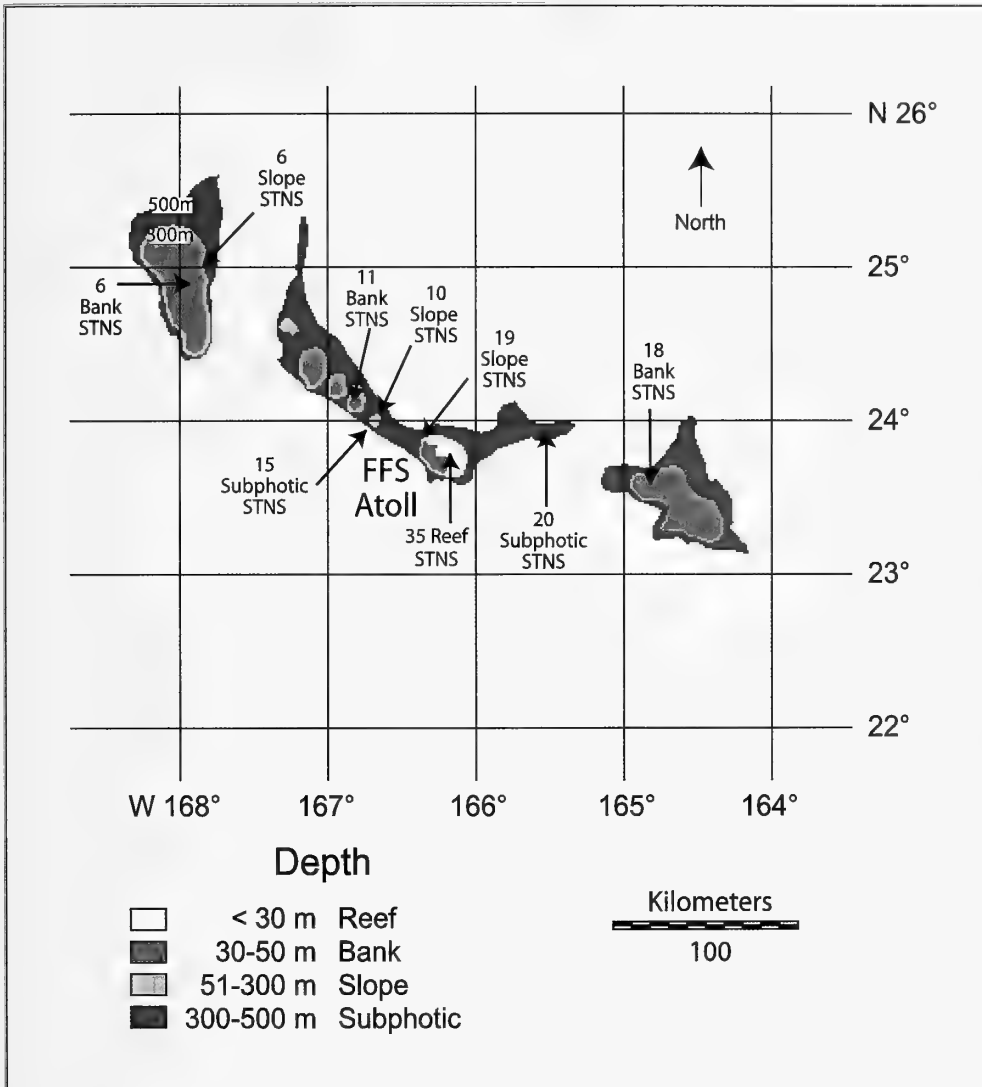 N 26°
6
Slope
STNS
500m
300m
North
25°
6
Bank
STNS
11
Bank
STNS
10
Slope
STNS
19
Slope
STNS
18
Bank
STNS
24°
15
Subphotic
STNS
FFS
Atoll
35 Reef
STNS
20
Subphotic
STNS
23°
22°
W 168°
167°
166°
165°
164°
Depth
< 30 m Reef
30-50 m Bank
51-300 m Slope
300-500 m Subphotic
Kilometers
100